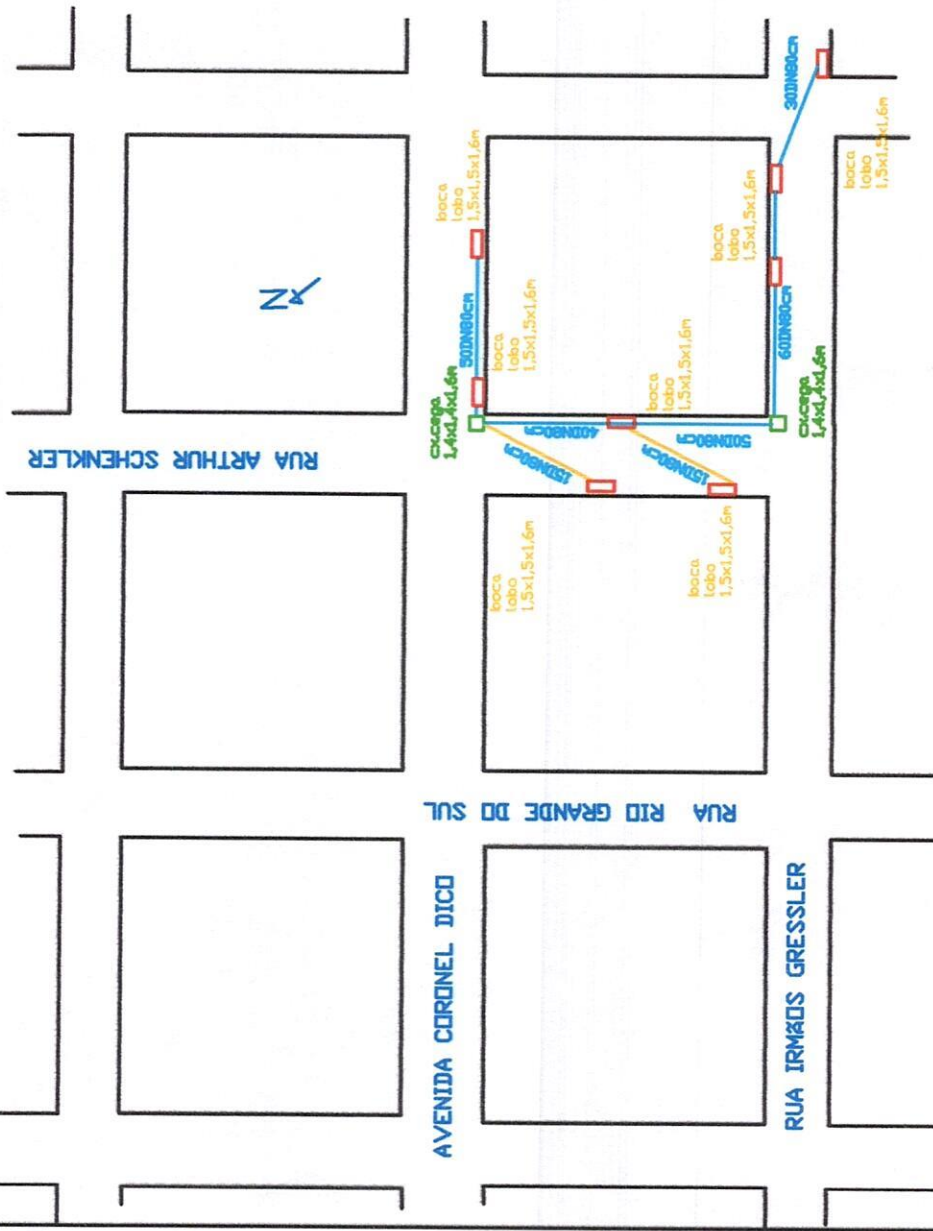 30DN80cm
boca
lobo
1,5x1,5x1,6m
boca
lobo
1,5x1,5x1,6m
boca
lobo
1,5x1,5x1,6m
50DN80cm
60DN80cm
boca
lobo
1,5x1,5x1,6m
boca
lobo
1,5x1,5x1,6m
cx.cega
1,4x1,4x1,6m
cx.cega
1,4x1,4x1,6m
40DN80cm
50DN80cm
15DN80cm
15DN80cm
boca
lobo
1,5x1,5x1,6m
boca
lobo
1,5x1,5x1,6m
N
RUA ARTHUR SCHENKLER
RUA RIO GRANDE DO SUL
AVENIDA CORONEL DICO
RUA IRMÃOS GRESSLER